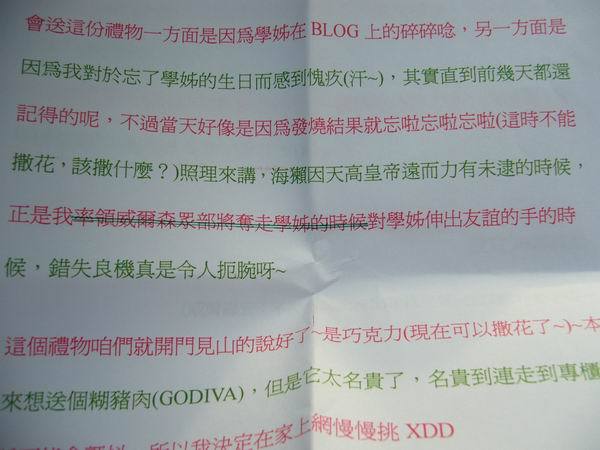 會送這份禮物一方面是因為學姊在 BLOG 上的碎碎唸，另一方面是
因為我對於忘了學姊的生日而感到愧疚(汗~)，其實直到前幾天都還
記得的呢，不過當天好像是因為發燒結果就忘啦忘啦忘啦(這時不能
撒花，該撒什麼？)照理來講，海獺因天高皇帝遠而力有未逮的時候，
正是我率領威爾森眾部將奪走學姊的時候對學姊伸出友誼的手的時
候，錯失良機真是令人扼腕呀~
這個禮物咱們就開門見山的說好了~是巧克力(現在可以撒花了~)~本
來想送個糊豬肉(GODIVA)，但是它太名貴了，名貴到連走到專櫃
所以我決定在家上網慢慢挑 XDD